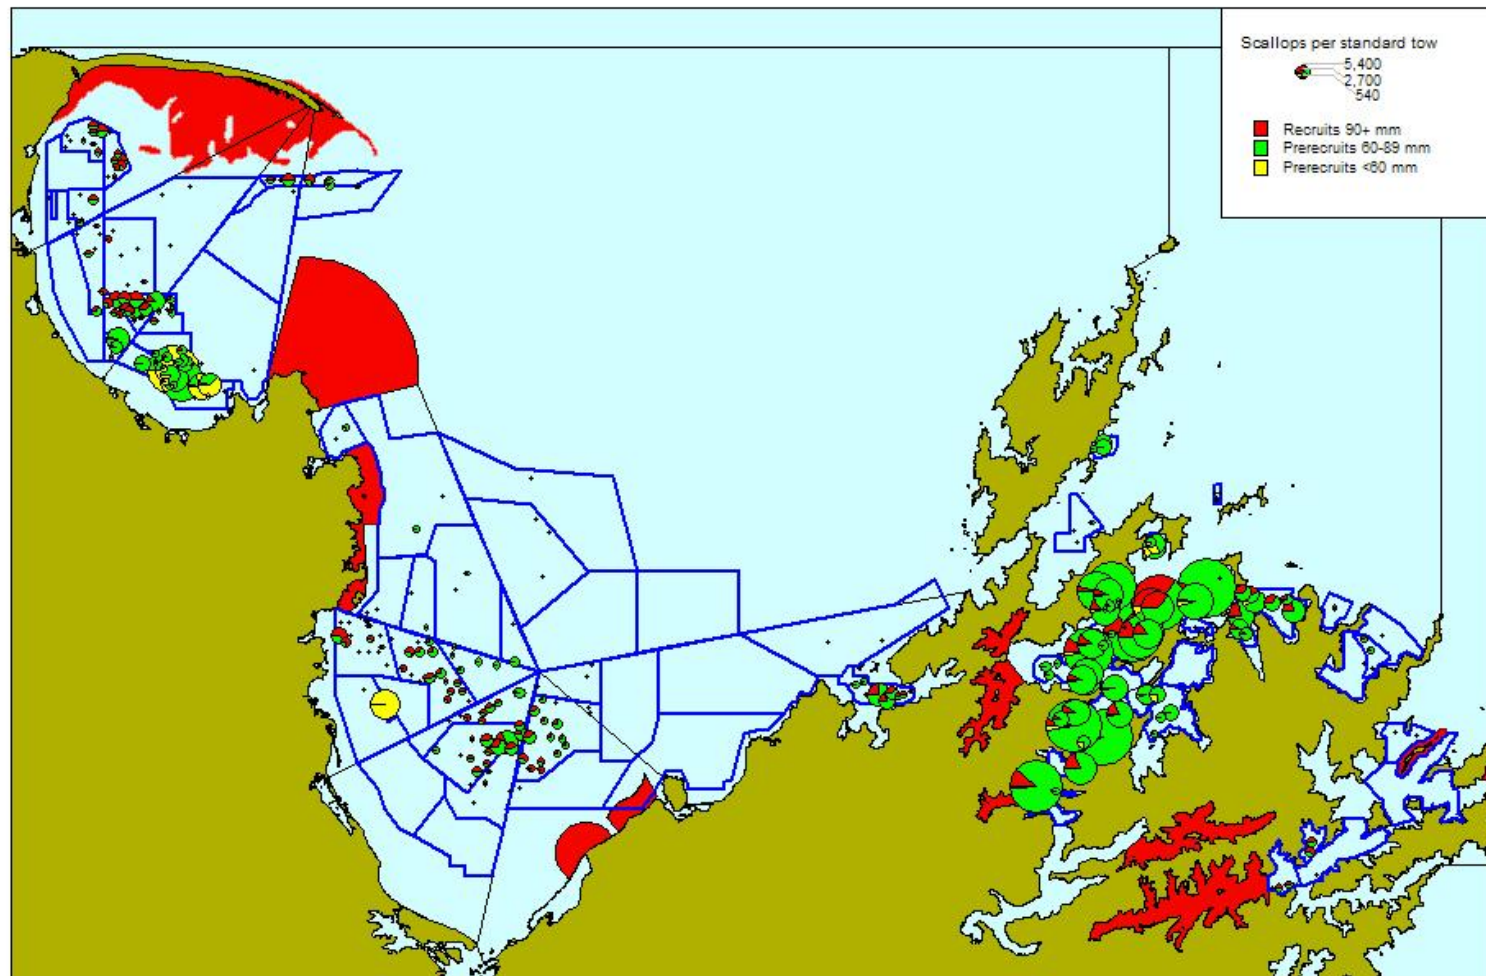 Scallops per standard tow
5,400
2,700
540
Recruits 90+ mm
Prerecruits 60-89 mm
Prerecruits <60 mm